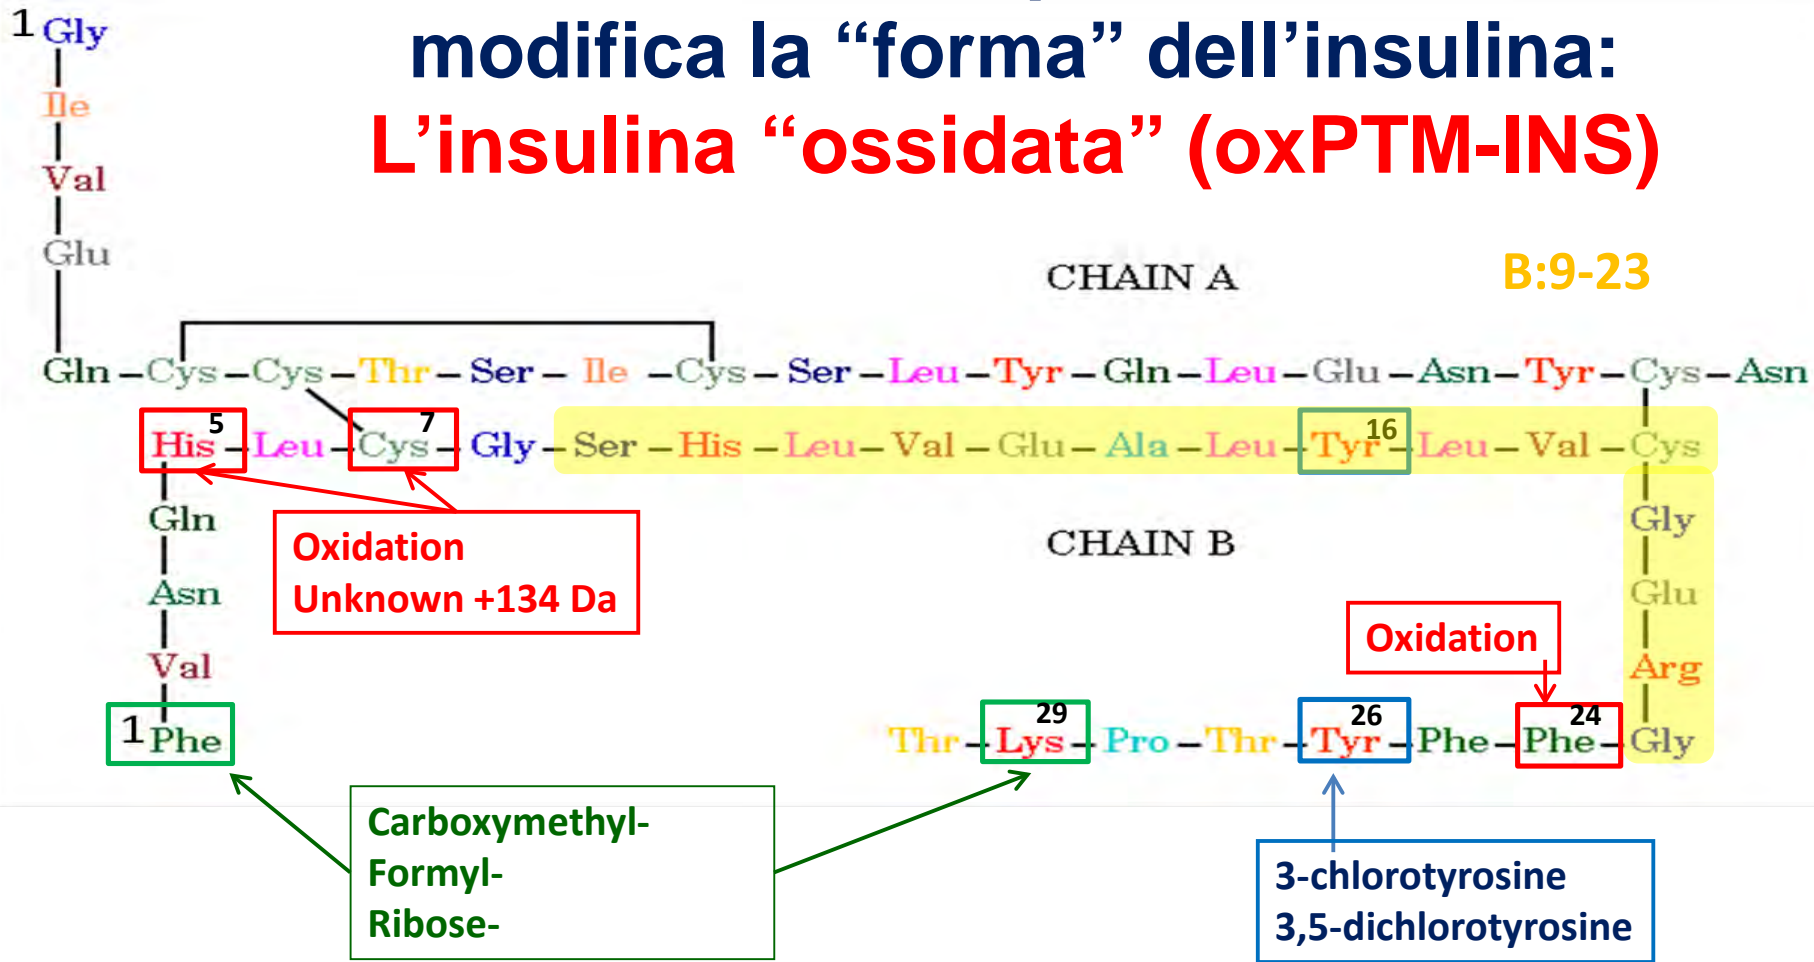 modifica la “forma” dell’insulina:
L’insulina “ossidata” (oxPTM-INS)
1 Gly
Ile
Val
Glu
CHAIN A
B:9-23
Gln – Cys – Cys – Thr – Ser – Ile – Cys – Ser – Leu – Tyr – Gln – Leu – Glu – Asn – Tyr – Cys – Asn
His 5 – Leu – Cys 7 – Gly – Ser – His – Leu – Val – Glu – Ala – Leu – Tyr 16 – Leu – Val – Cys
Gln
Asn
Val
1 Phe
Oxidation
Unknown +134 Da
CHAIN B
Gly
Glu
Arg
Oxidation
Thr – Lys 29 – Pro – Thr – Tyr 26 – Phe – Phe 24 – Gly
Carboxymethyl-
Formyl-
Ribose-
3-chlorotyrosine
3,5-dichlorotyrosine